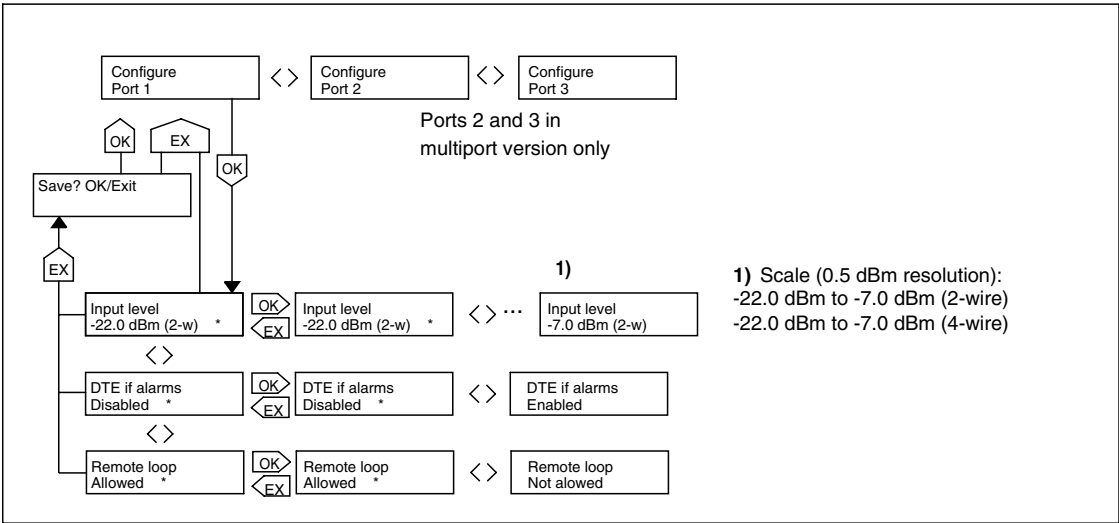 Configure
Port 1
< >
Configure
Port 2
< >
Configure
Port 3
Ports 2 and 3 in
multiport version only
OK
EX
OK
Save? OK/Exit
EX
1)
1) Scale (0.5 dBm resolution):
-22.0 dBm to -7.0 dBm (2-wire)
-22.0 dBm to -7.0 dBm (4-wire)
Input level
-22.0 dBm (2-w) *
OK
EX
Input level
-22.0 dBm (2-w) *
< > ...
Input level
-7.0 dBm (2-w)
< >
DTE if alarms
Disabled *
OK
EX
DTE if alarms
Disabled *
< >
DTE if alarms
Enabled
< >
Remote loop
Allowed *
OK
EX
Remote loop
Allowed *
< >
Remote loop
Not alowed